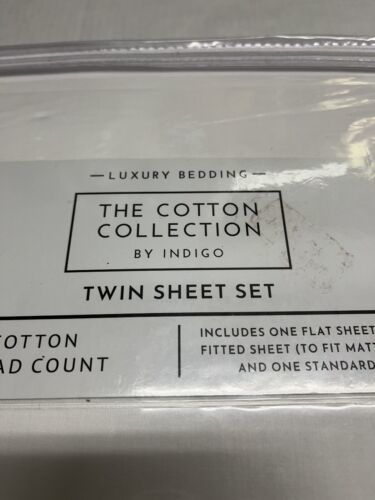 — LUXURY BEDDING —
THE COTTON
COLLECTION
BY INDIGO
TWIN SHEET SET
COTTON
AD COUNT
INCLUDES ONE FLAT SHEET
FITTED SHEET (TO FIT MATT
AND ONE STANDARD